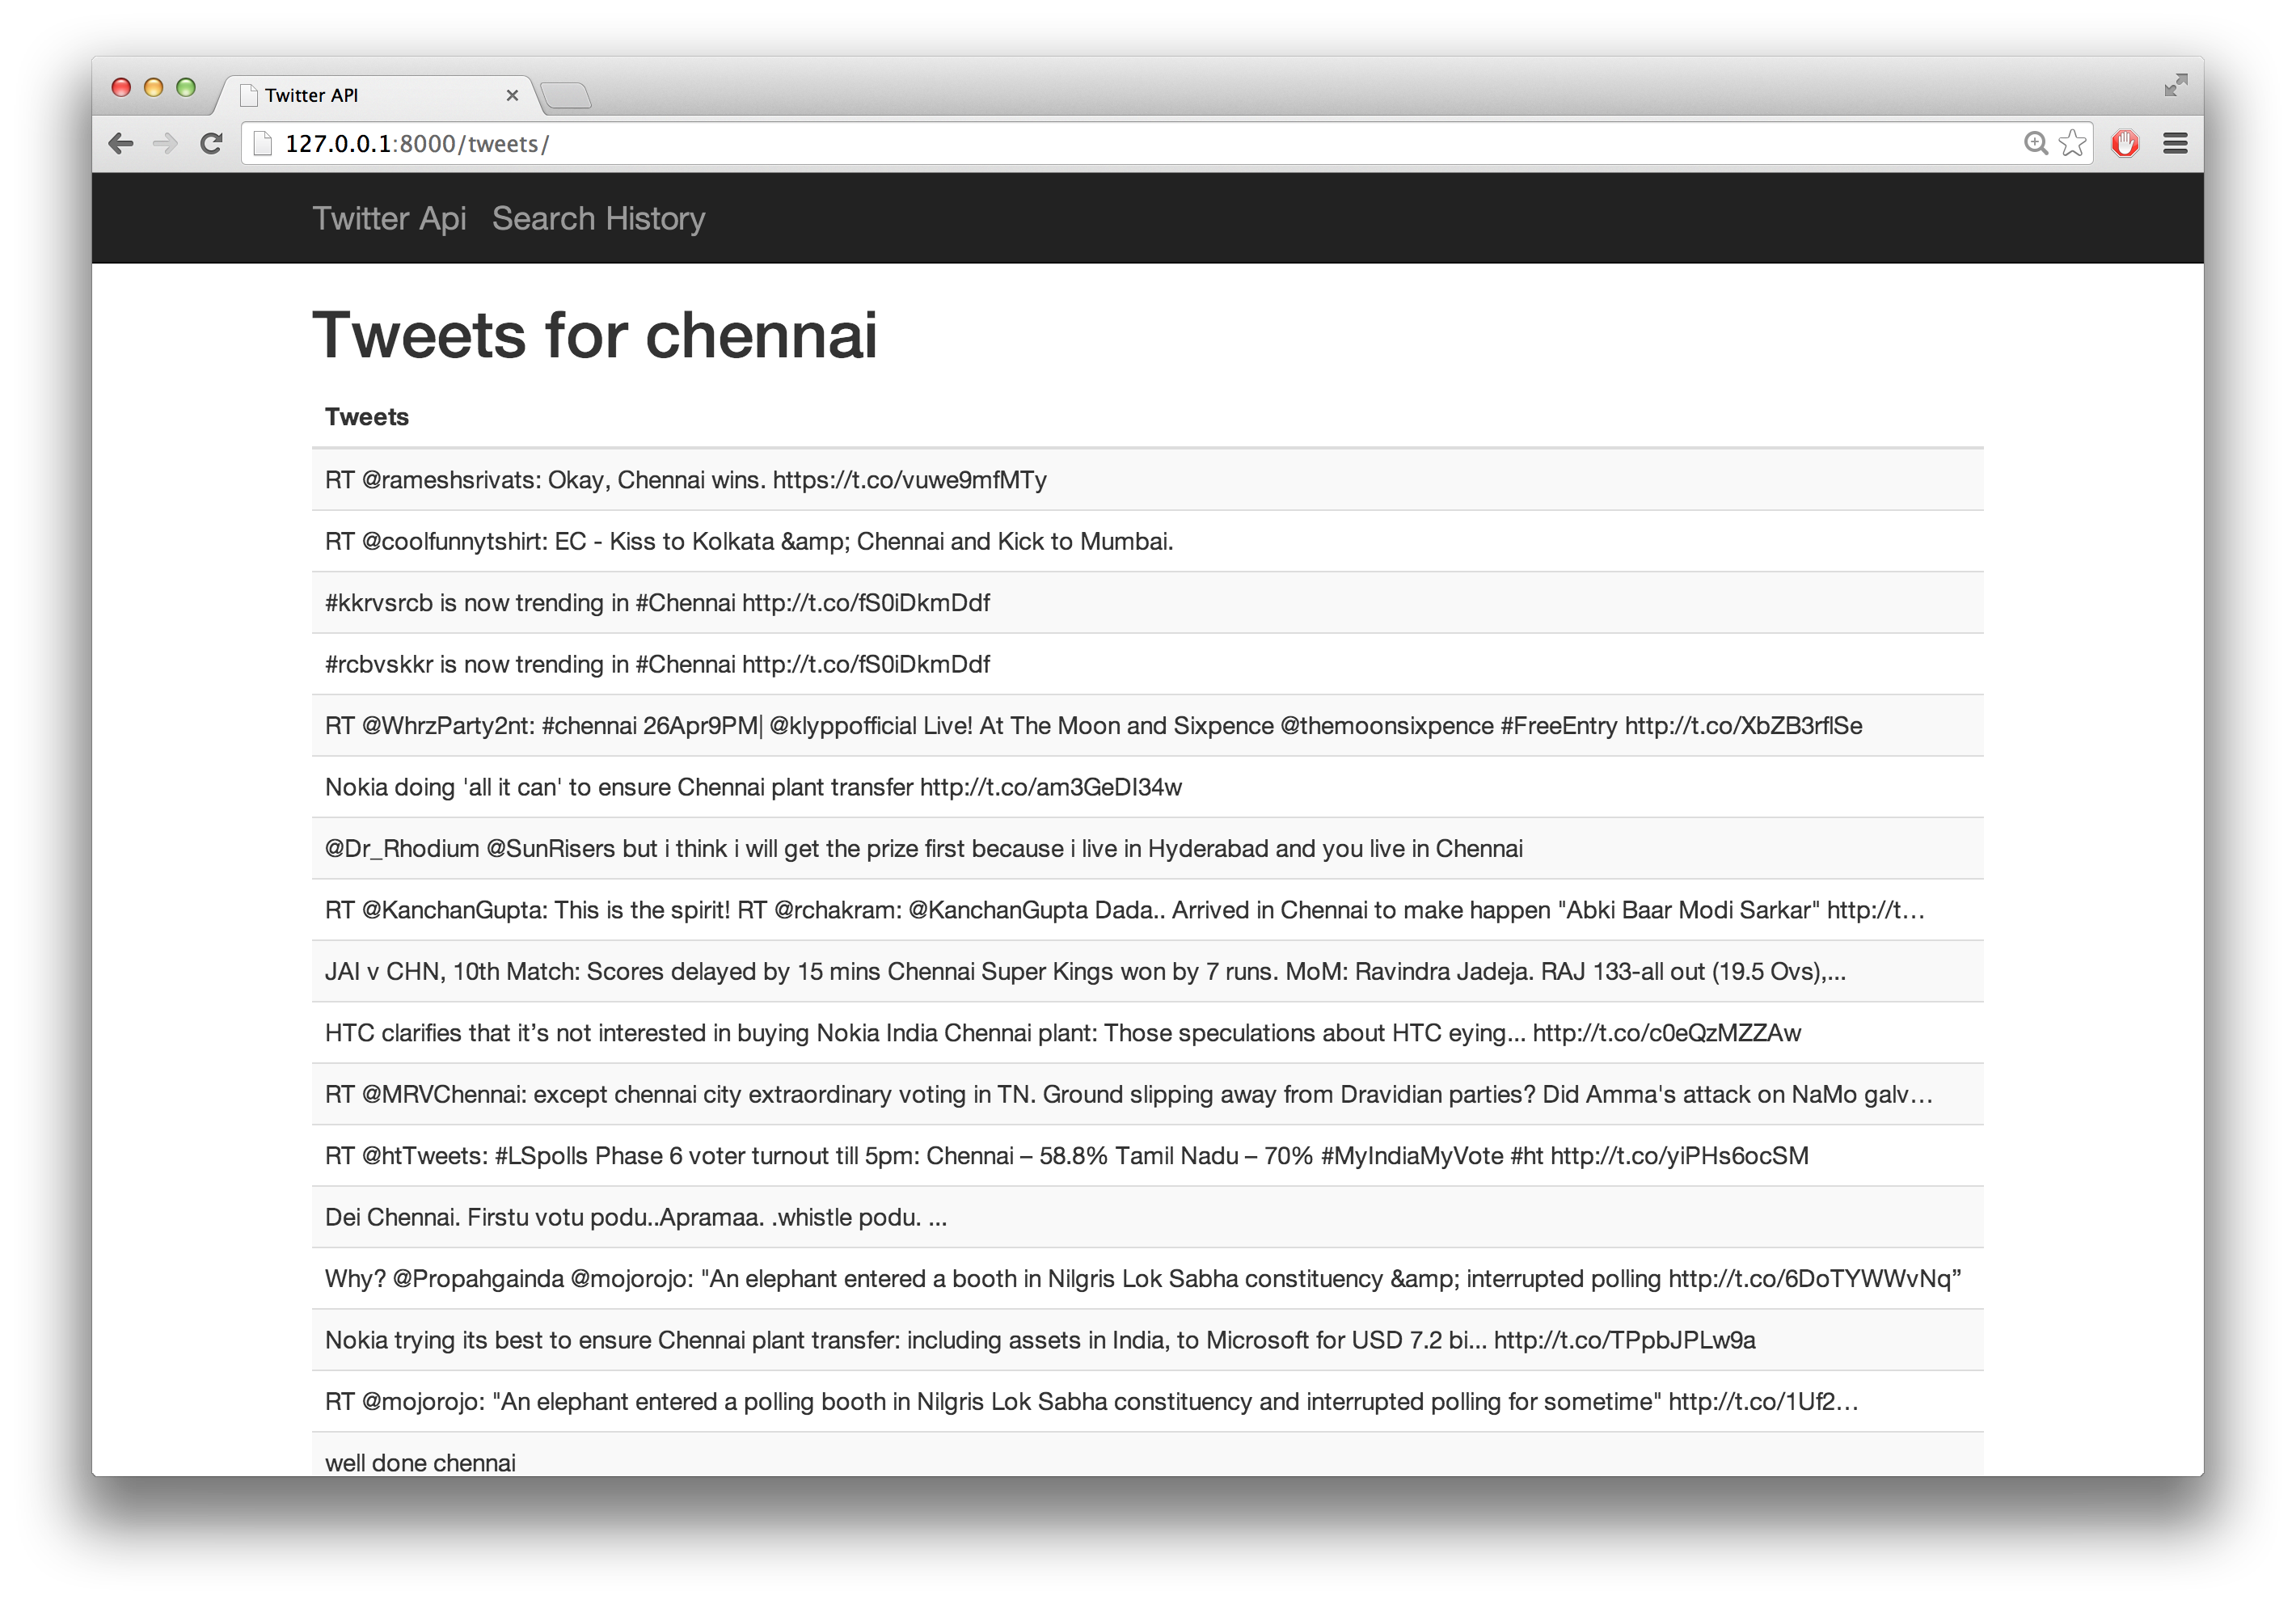 Twitter API
127.0.0.1:8000/tweets/
Twitter Api Search History
Tweets for chennai
Tweets
RT @rameshsrivats: Okay, Chennai wins. https://t.co/vuwe9mfMTy
RT @coolfunnytshirt: EC - Kiss to Kolkata &amp; Chennai and Kick to Mumbai.
#kkrvsrcb is now trending in #Chennai http://t.co/fS0iDkmDdf
#rcbvskkr is now trending in #Chennai http://t.co/fS0iDkmDdf
RT @WhrzParty2nt: #chennai 26Apr9PM| @klyppofficial Live! At The Moon and Sixpence @themoonsixpence #FreeEntry http://t.co/XbZB3rflSe
Nokia doing 'all it can' to ensure Chennai plant transfer http://t.co/am3GeDI34w
@Dr_Rhodium @SunRisers but i think i will get the prize first because i live in Hyderabad and you live in Chennai
RT @KanchanGupta: This is the spirit! RT @rchakram: @KanchanGupta Dada.. Arrived in Chennai to make happen "Abki Baar Modi Sarkar" http://t…
JAI v CHN, 10th Match: Scores delayed by 15 mins Chennai Super Kings won by 7 runs. MoM: Ravindra Jadeja. RAJ 133-all out (19.5 Ovs),...
HTC clarifies that it’s not interested in buying Nokia India Chennai plant: Those speculations about HTC eying... http://t.co/c0eQzMZZAw
RT @MRVChennai: except chennai city extraordinary voting in TN. Ground slipping away from Dravidian parties? Did Amma's attack on NaMo galv…
RT @htTweets: #LSpolls Phase 6 voter turnout till 5pm: Chennai – 58.8% Tamil Nadu – 70% #MyIndiaMyVote #ht http://t.co/yiPHs6ocSM
Dei Chennai. Firstu votu podu..Apramaa. .whistle podu. ...
Why? @Propahgainda @mojorojo: "An elephant entered a booth in Nilgris Lok Sabha constituency &amp; interrupted polling http://t.co/6DoTYWWvNq”
Nokia trying its best to ensure Chennai plant transfer: including assets in India, to Microsoft for USD 7.2 bi... http://t.co/TPpbJPLw9a
RT @mojorojo: "An elephant entered a polling booth in Nilgris Lok Sabha constituency and interrupted polling for sometime" http://t.co/1Uf2…
well done chennai